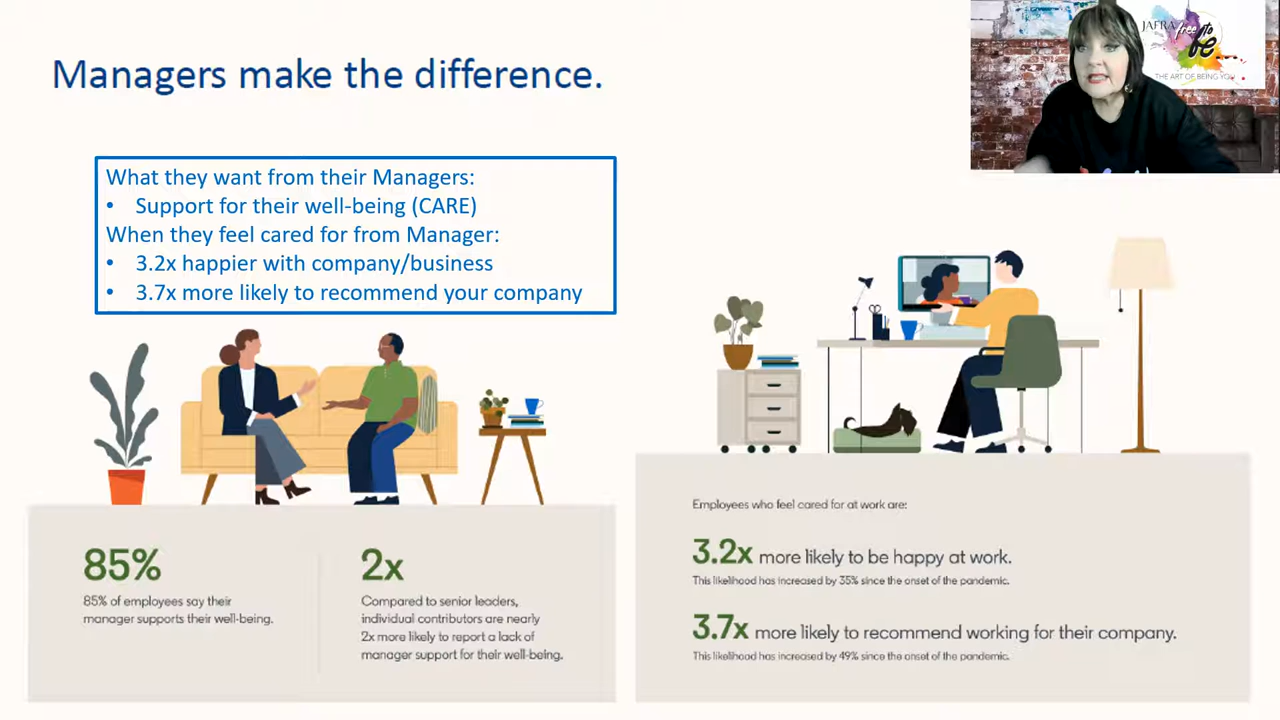 Managers make the difference.
JAFRA
free to
be
THE ART OF BEING YOU
What they want from their Managers:
• Support for their well-being (CARE)
When they feel cared for from Manager:
• 3.2x happier with company/business
• 3.7x more likely to recommend your company
85%
85% of employees say their
manager supports their well-being.
2x
Compared to senior leaders,
individual contributors are nearly
2x more likely to report a lack of
manager support for their well-being.
Employees who feel cared for at work are:
3.2x more likely to be happy at work.
This likelihood has increased by 35% since the onset of the pandemic.
3.7x more likely to recommend working for their company.
This likelihood has increased by 49% since the onset of the pandemic.